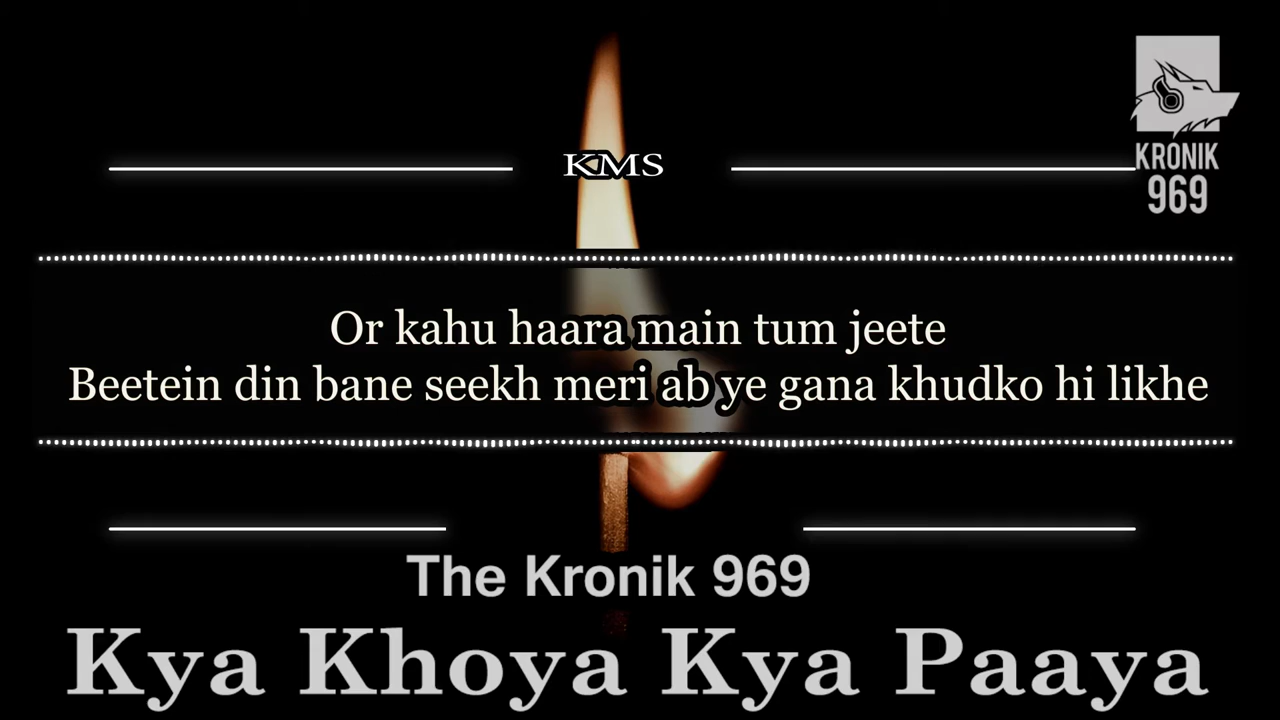 KRONIK
969
KMS
Or kahu haara main tum jeete
Beetein din bane seekh meri ab ye gana khudko hi likhe
The Kronik 969
Kya Khoya Kya Paaya